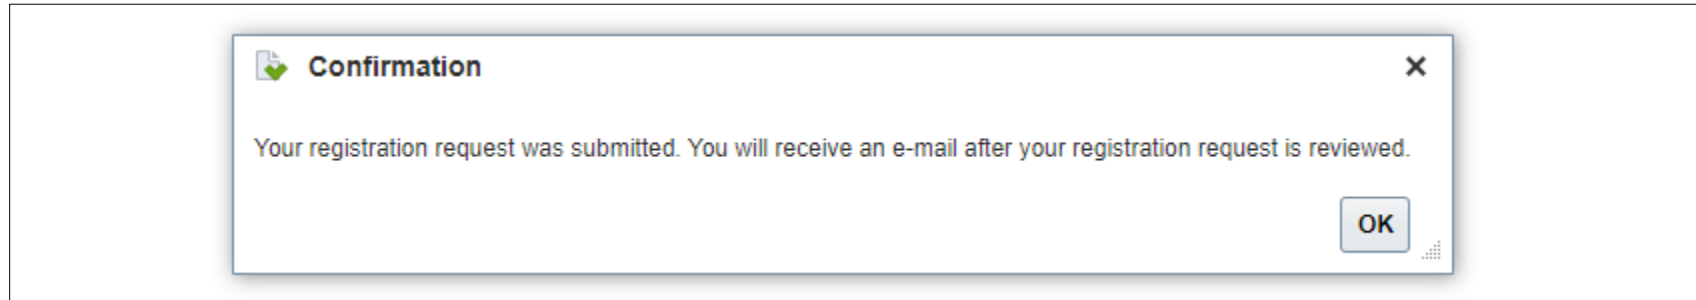 Confirmation
Your registration request was submitted. You will receive an e-mail after your registration request is reviewed.
OK